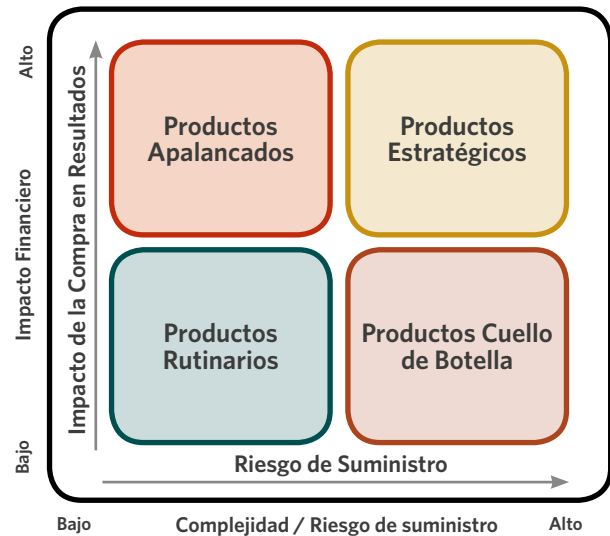 Alto
Impacto Financiero
Bajo
Impacto de la Compra en Resultados
Productos
Apalancados
Productos
Estratégicos
Productos
Rutinarios
Productos Cuello
de Botella
Riesgo de Suministro
Bajo
Complejidad / Riesgo de suministro
Alto